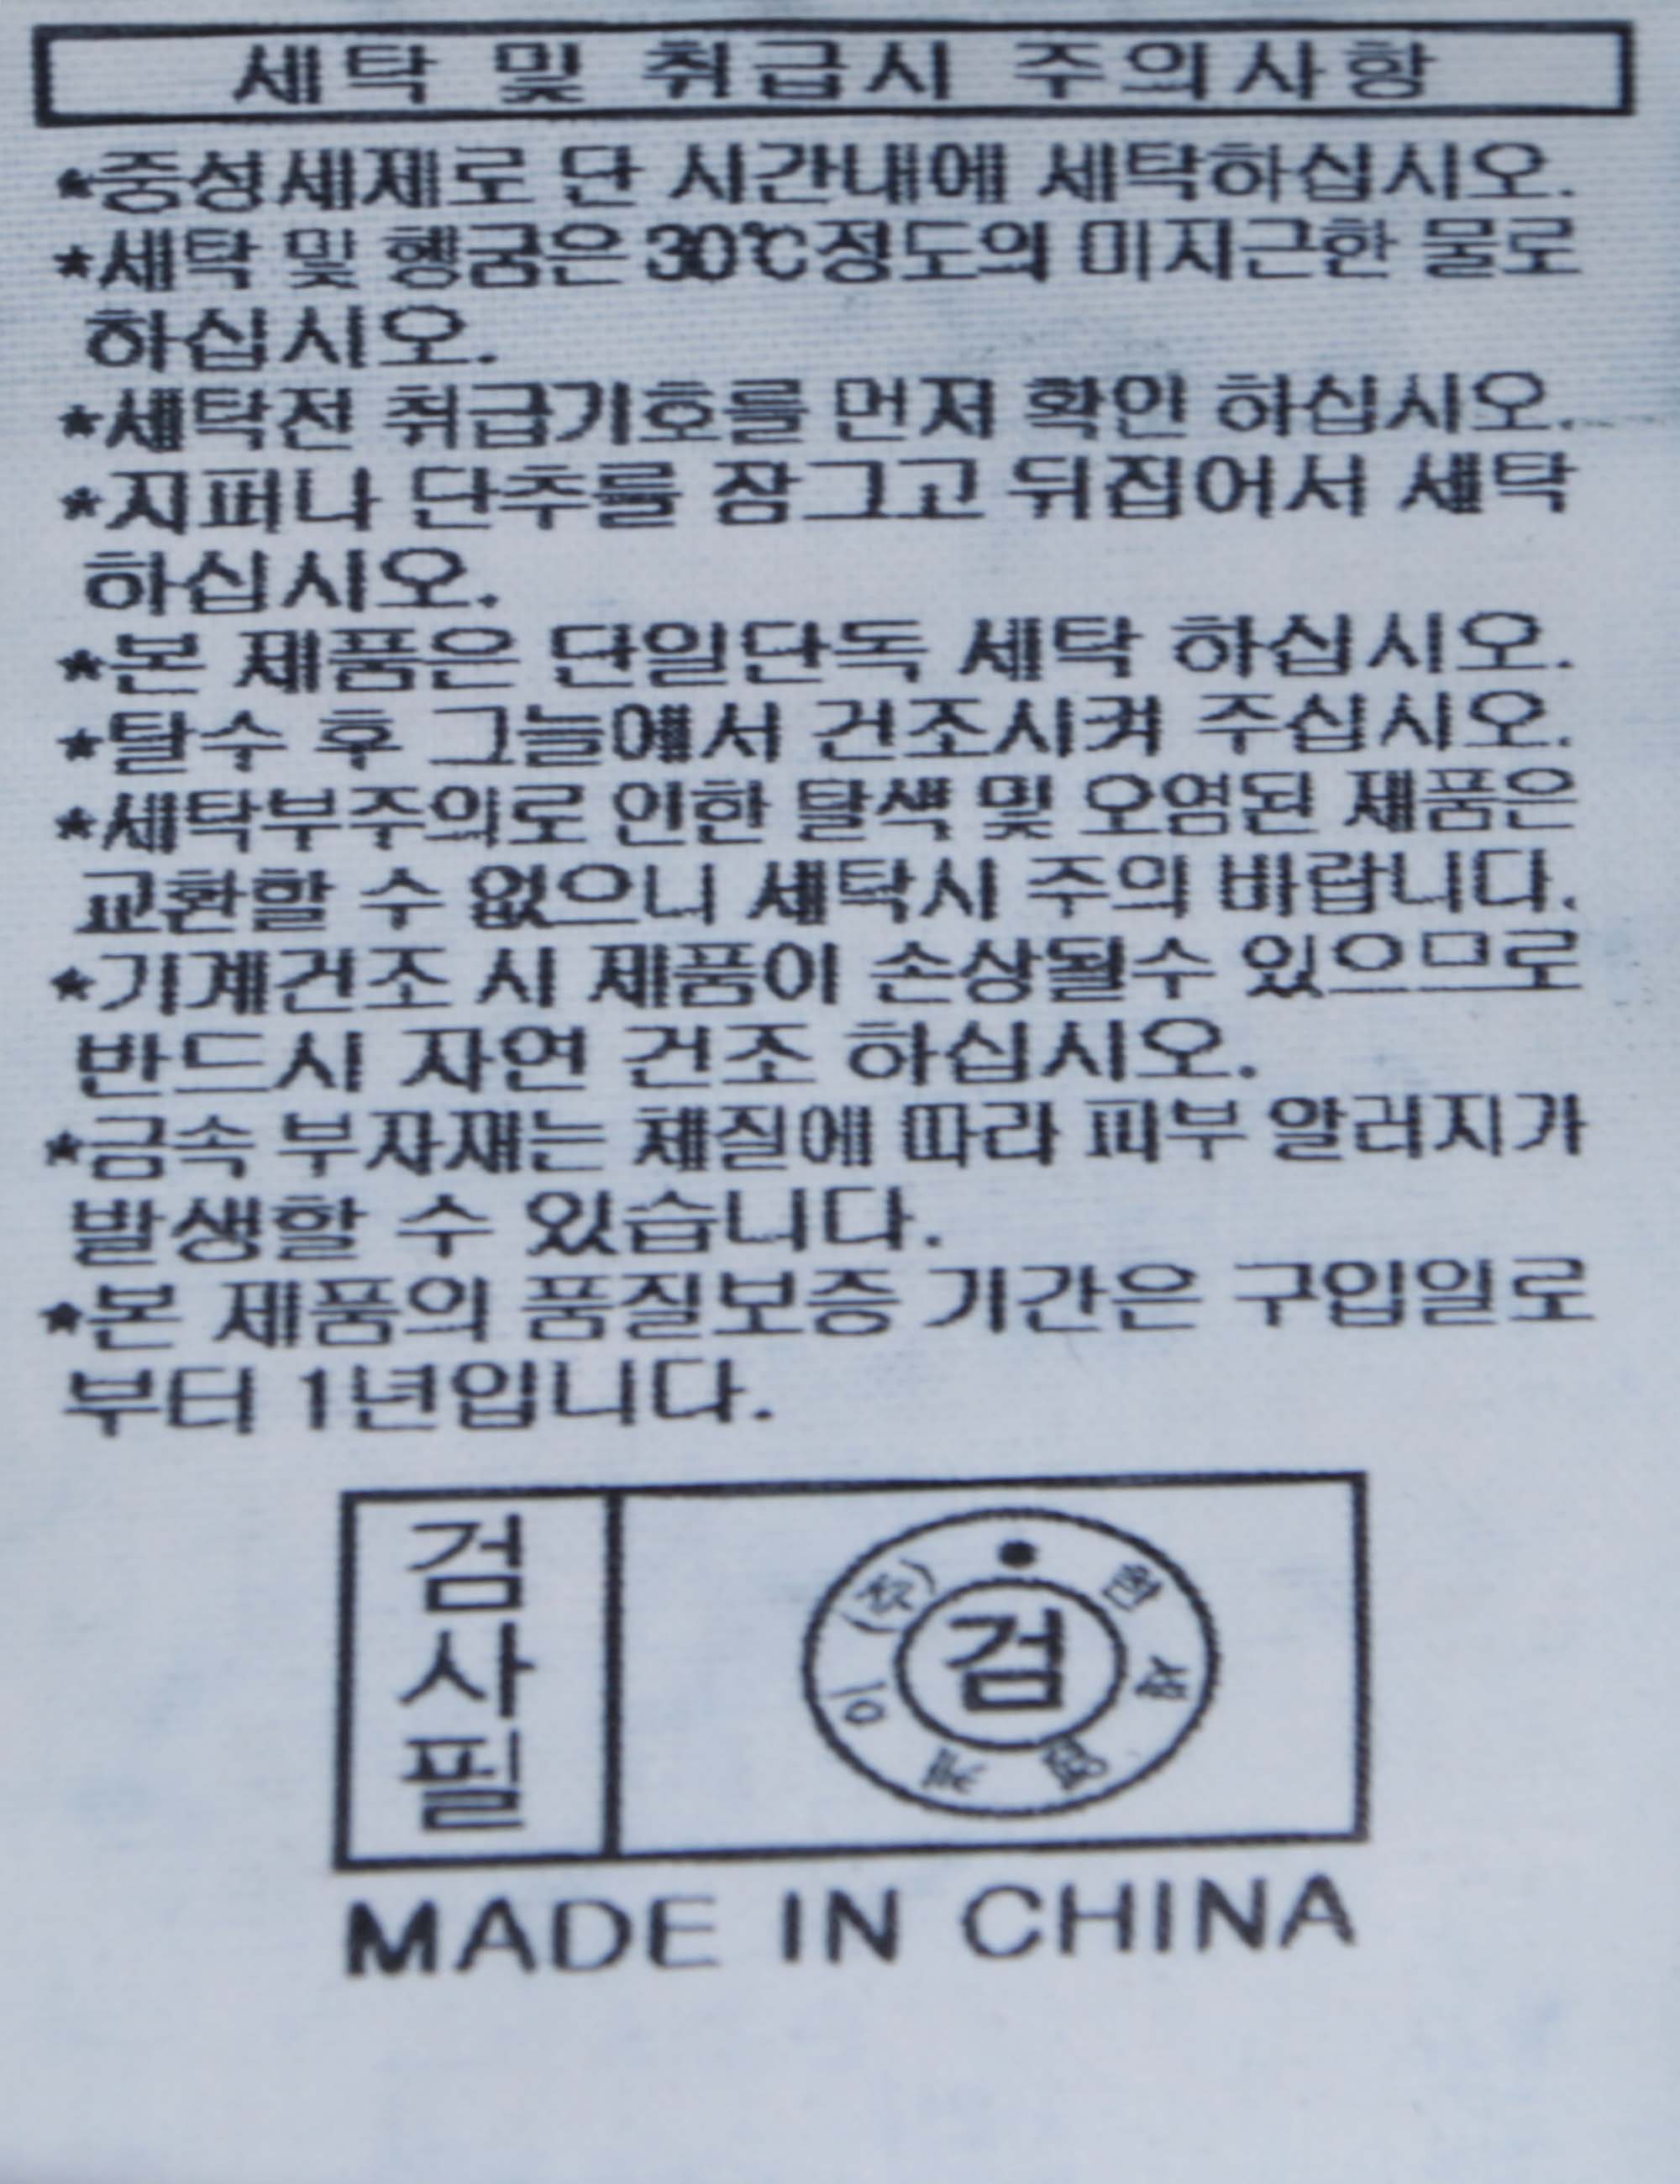 세탁 및 취급시 주의사항
*중성세제로 단 시간내에 세탁하십시오.
*세탁 및 헹굼은 30℃정도의 미지근한 물로
하십시오.
*세탁전 취급기호를 먼저 확인 하십시오.
*지퍼나 단추를 잠그고 뒤집어서 세탁
하십시오.
*본 제품은 단일단독 세탁 하십시오.
*탈수 후 그늘에서 건조시켜 주십시오.
*세탁부주의로 인한 탈색 및 오염된 제품은
교환할 수 없으니 세탁시 주의 바랍니다.
*기계건조 시 제품이 손상될수 있으므로
반드시 자연 건조 하십시오.
*금속 부자재는 체질에 따라 피부 알러지가
발생할 수 있습니다.
*본 제품의 품질보증 기간은 구입일로
부터 1년입니다.
검
사
필
(주)
검
MADE IN CHINA